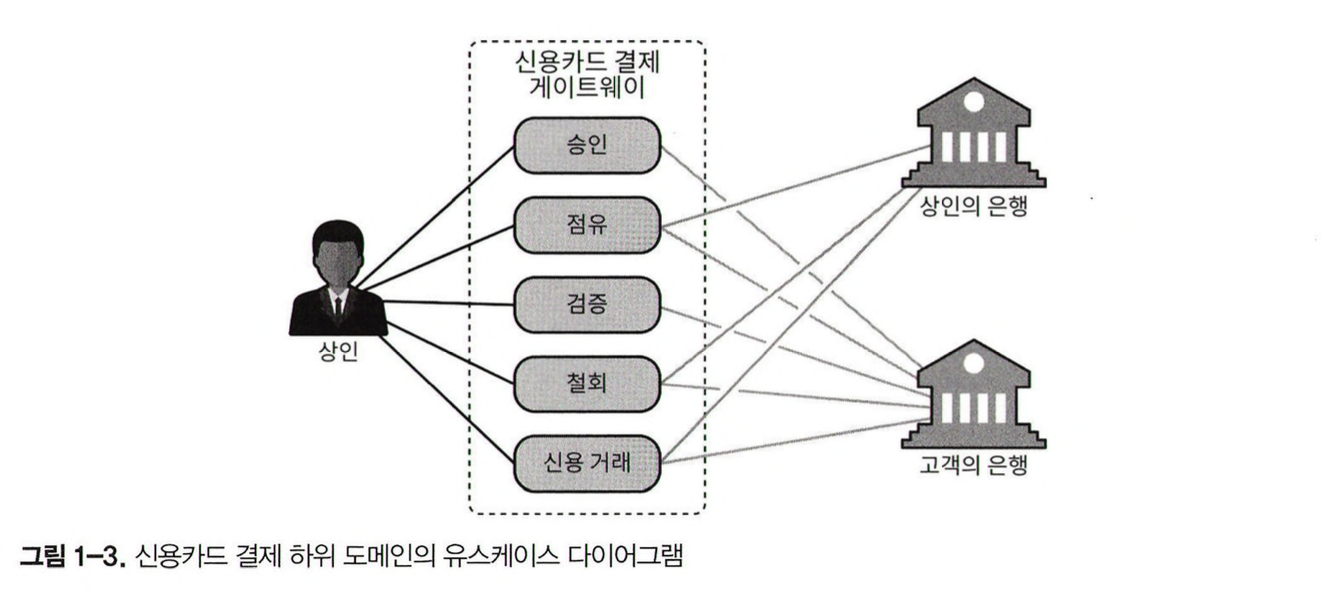 신용카드 결제
게이트웨이
승인
점유
검증
철회
신용 거래
상인
상인의 은행
고객의 은행
그림 1-3. 신용카드 결제 하위 도메인의 유스케이스 다이어그램